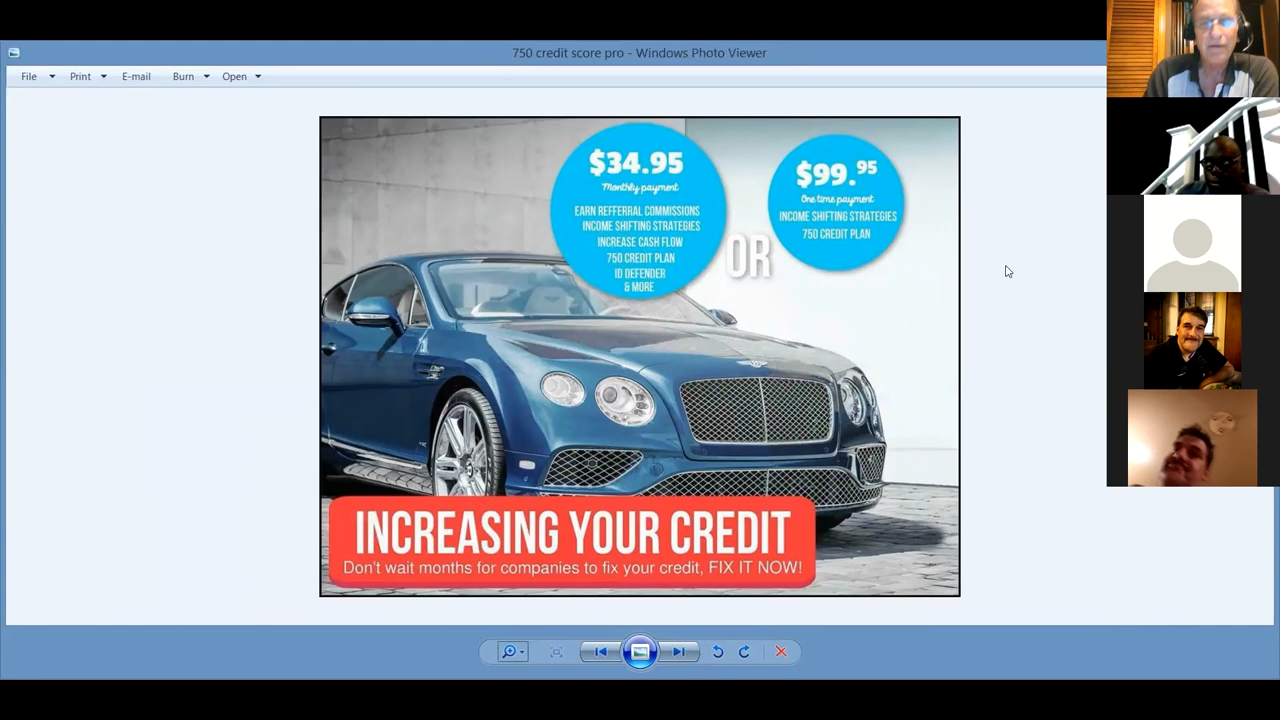 750 credit score pro - Windows Photo Viewer
File Print E-mail Burn Open
$34.95
Monthly payment
EARN REFFERRAL COMMISSIONS
INCOME SHIFTING STRATEGIES
INCREASE CASH FLOW
750 CREDIT PLAN
ID DEFENDER
& MORE
OR
$99.95
One time payment
INCOME SHIFTING STRATEGIES
750 CREDIT PLAN
INCREASING YOUR CREDIT
Don't wait months for companies to fix your credit, FIX IT NOW!